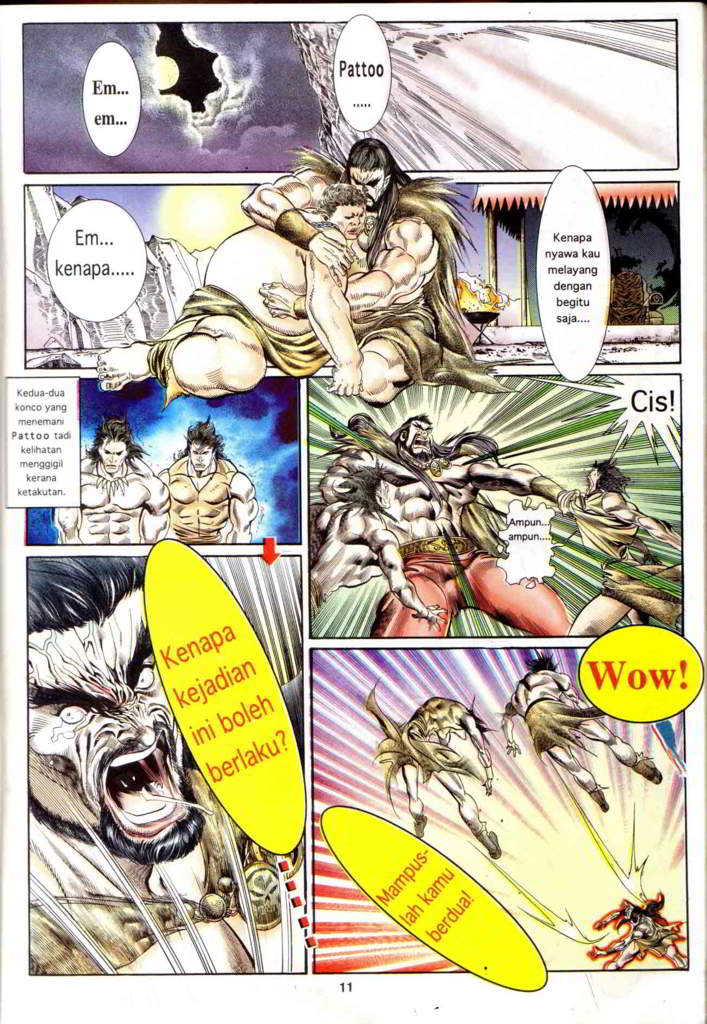 Em...
em...
Pattoo
.....
Em...
kenapa.....
Kenapa
nyawa kau
melayang
dengan
begitu
saja....
Kedua-dua
konco yang
menemani
Pattoo tadi
kelihatan
menggigil
kerana
ketakutan.
Cis!
Ampun...
ampun....
Kenapa
kejadian
ini boleh
berlaku?
Wow!
Mampus-
lah kamu
berdua!
11